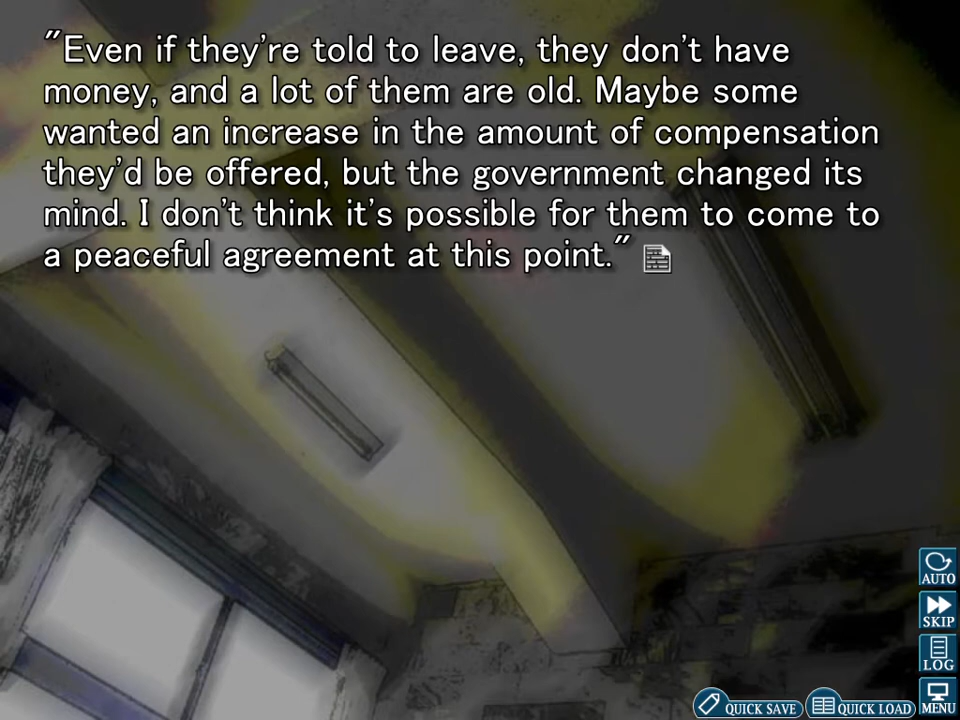 "Even if they're told to leave, they don't have
money, and a lot of them are old. Maybe some
wanted an increase in the amount of compensation
they'd be offered, but the government changed its
mind. I don't think it's possible for them to come to
a peaceful agreement at this point."
AUTO
SKIP
LOG
QUICK SAVE
QUICK LOAD
MENU